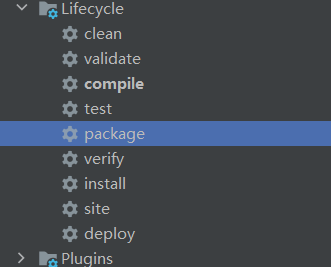 Lifecycle
clean
validate
compile
test
package
verify
install
site
deploy
Plugins